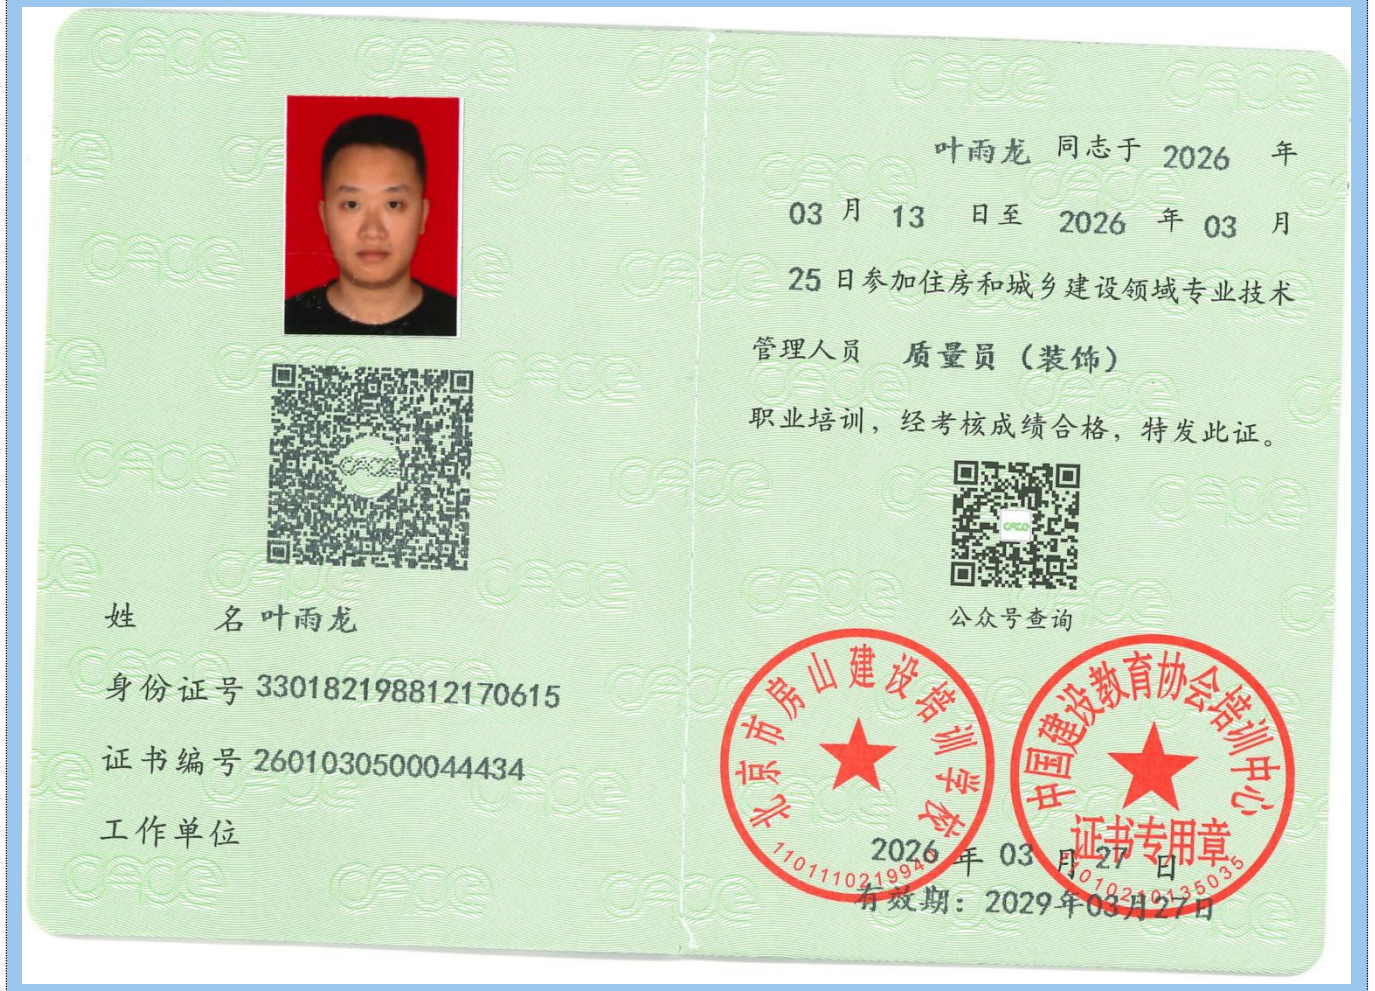 叶雨龙 同志于 2026 年
03 月 13 日至 2026 年 03 月
25 日参加住房和城乡建设领域专业技术
管理人员 质量员（装饰）
职业培训，经考核成绩合格，特发此证。
公众号查询
姓 名 叶雨龙
身份证号 330182198812170615
证书编号 2601030500044434
工作单位
北京市房山建设培训学校
1101110219940
中国建设教育协会培训中心
证书专用章
11010210135035
2026 年 03 月 27 日
有效期：2029年03月27日